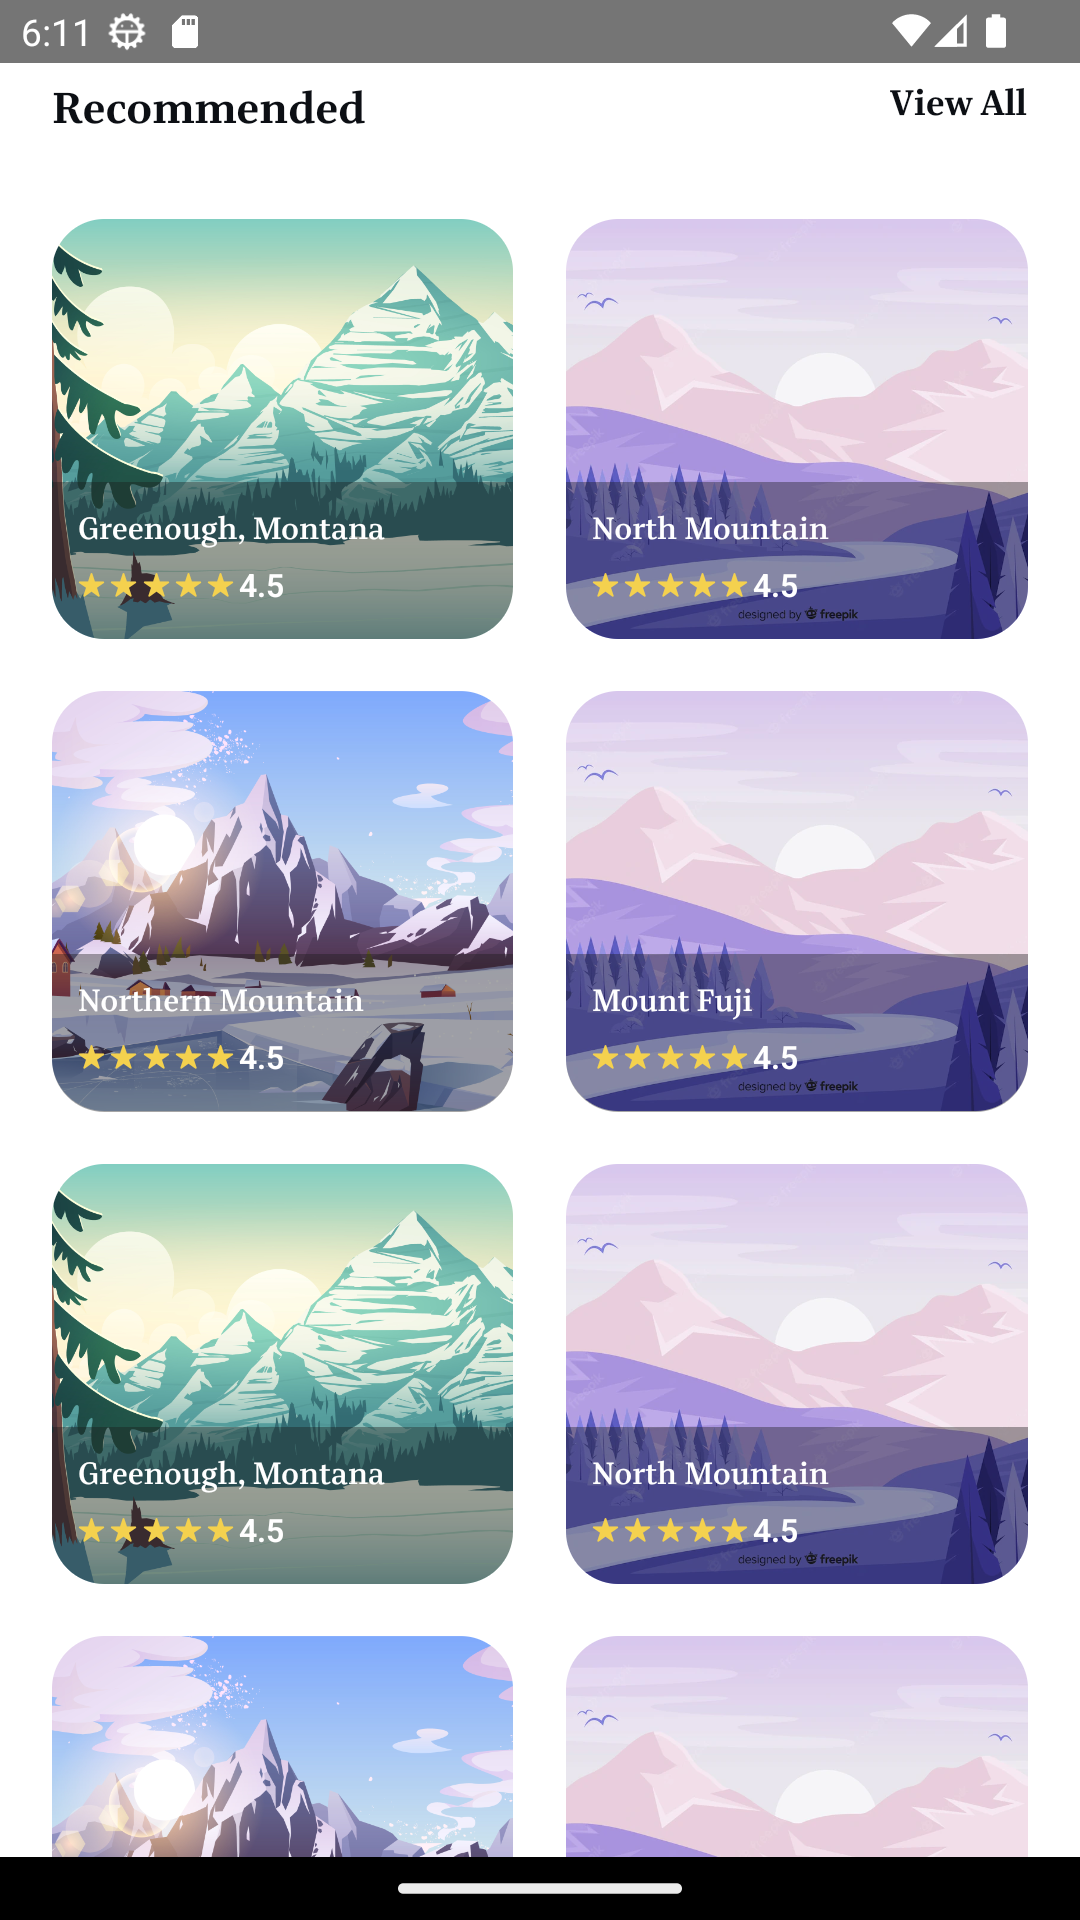 6:11
Recommended
View All
Greenough, Montana
4.5
North Mountain
4.5
designed by freepik
Northern Mountain
4.5
Mount Fuji
4.5
designed by freepik
Greenough, Montana
4.5
North Mountain
4.5
designed by freepik